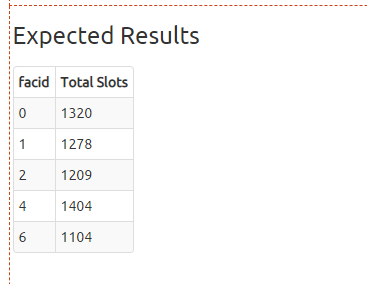 Expected Results
facid Total Slots
0 1320
1 1278
2 1209
4 1404
6 1104